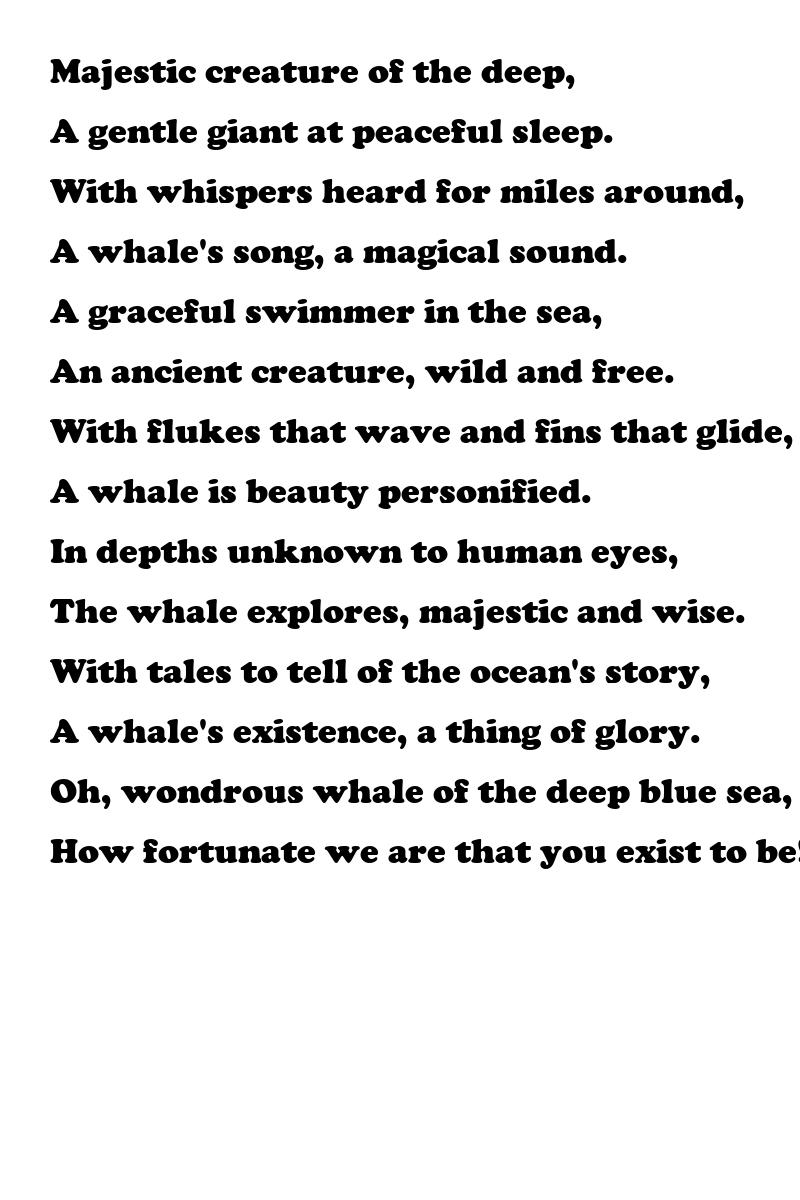 Majestic creature of the deep,
A gentle giant at peaceful sleep.
With whispers heard for miles around,
A whale's song, a magical sound.
A graceful swimmer in the sea,
An ancient creature, wild and free.
With flukes that wave and fins that glide,
A whale is beauty personified.
In depths unknown to human eyes,
The whale explores, majestic and wise.
With tales to tell of the ocean's story,
A whale's existence, a thing of glory.
Oh, wondrous whale of the deep blue sea,
How fortunate we are that you exist to be!